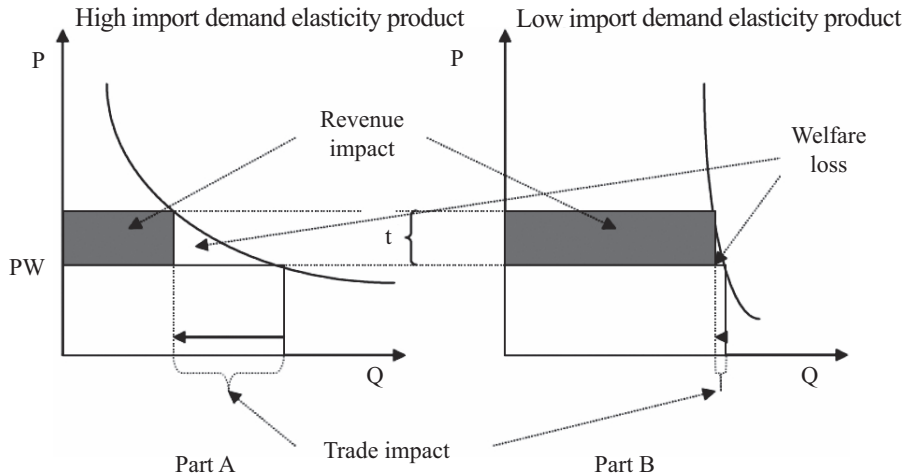 High import demand elasticity product
Low import demand elasticity product
P
P
Revenue
impact
Welfare
loss
t
PW
Q
Q
Trade impact
Part A
Part B